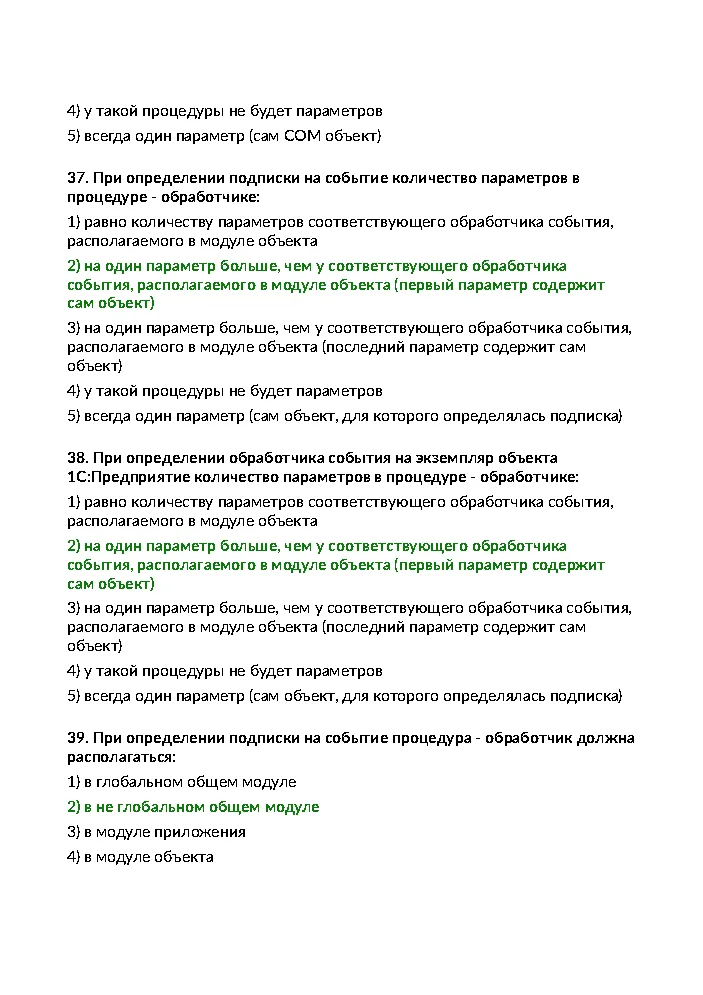 4) у такой процедуры не будет параметров
5) всегда один параметр (сам COM объект)
37. При определении подписки на событие количество параметров в
процедуре - обработчике:
1) равно количеству параметров соответствующего обработчика события,
располагаемого в модуле объекта
2) на один параметр больше, чем у соответствующего обработчика
события, располагаемого в модуле объекта (первый параметр содержит
сам объект)
3) на один параметр больше, чем у соответствующего обработчика события,
располагаемого в модуле объекта (последний параметр содержит сам
объект)
4) у такой процедуры не будет параметров
5) всегда один параметр (сам объект, для которого определялась подписка)
38. При определении обработчика события на экземпляр объекта
1С:Предприятие количество параметров в процедуре - обработчике:
1) равно количеству параметров соответствующего обработчика события,
располагаемого в модуле объекта
2) на один параметр больше, чем у соответствующего обработчика
события, располагаемого в модуле объекта (первый параметр содержит
сам объект)
3) на один параметр больше, чем у соответствующего обработчика события,
располагаемого в модуле объекта (последний параметр содержит сам
объект)
4) у такой процедуры не будет параметров
5) всегда один параметр (сам объект, для которого определялась подписка)
39. При определении подписки на событие процедура - обработчик должна
располагаться:
1) в глобальном общем модуле
2) в не глобальном общем модуле
3) в модуле приложения
4) в модуле объекта